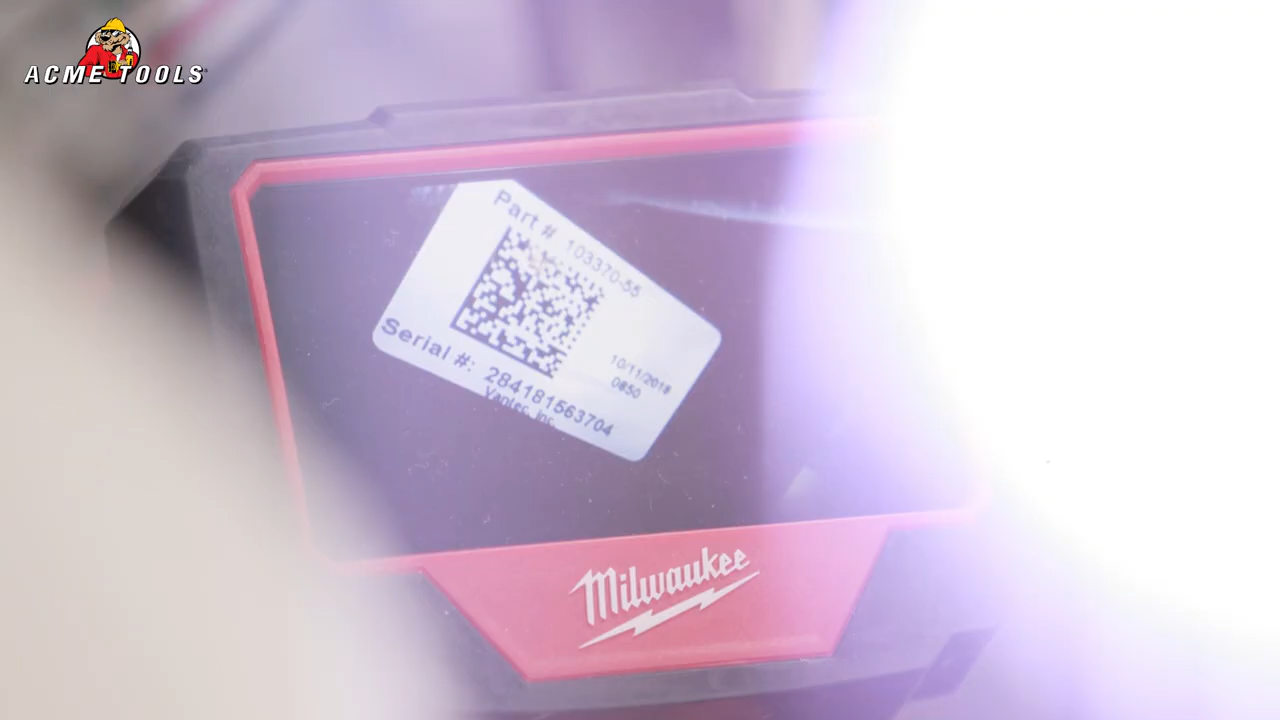 ACME TOOLS
Part # 103370-55
10/11/2018
0850
Serial #: 284181563704
Vantec, Inc.
Milwaukee